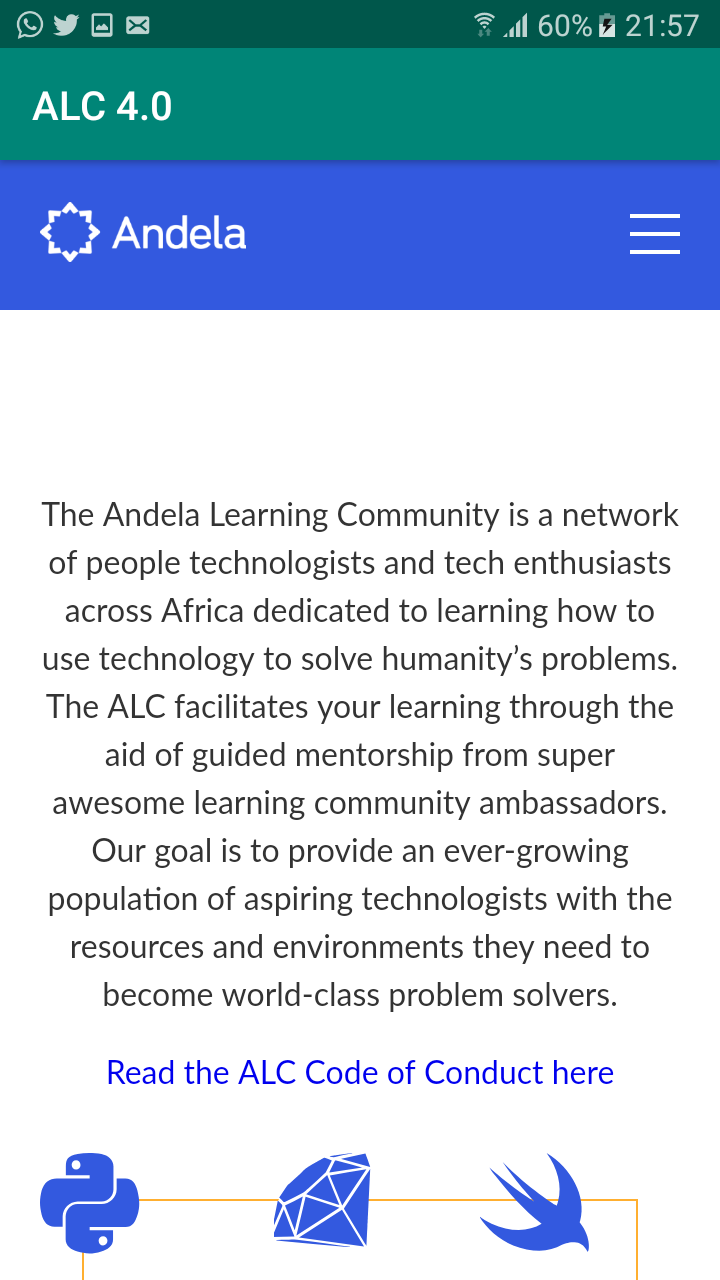 60% 21:57
ALC 4.0
Andela
The Andela Learning Community is a network
of people technologists and tech enthusiasts
across Africa dedicated to learning how to
use technology to solve humanity’s problems.
The ALC facilitates your learning through the
aid of guided mentorship from super
awesome learning community ambassadors.
Our goal is to provide an ever-growing
population of aspiring technologists with the
resources and environments they need to
become world-class problem solvers.
Read the ALC Code of Conduct here